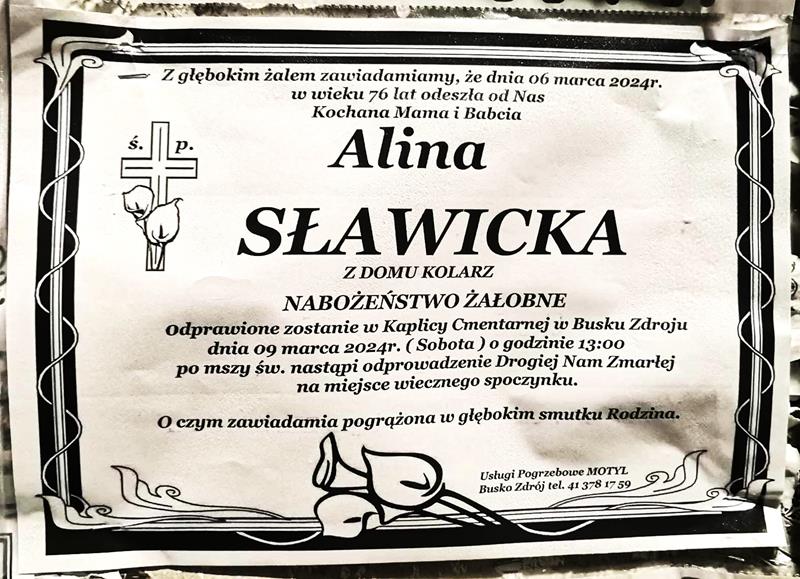 Z głębokim żalem zawiadamiamy, że dnia 06 marca 2024r.
w wieku 76 lat odeszła od Nas
Kochana Mama i Babcia
ś. p.
Alina
SŁAWICKA
Z DOMU KOLARZ
NABOŻEŃSTWO ŻAŁOBNE
Odprawione zostanie w Kaplicy Cmentarnej w Busku Zdroju
dnia 09 marca 2024r. ( Sobota ) o godzinie 13:00
po mszy św. nastąpi odprowadzenie Drogiej Nam Zmarłej
na miejsce wiecznego spoczynku.
O czym zawiadamia pogrążona w głębokim smutku Rodzina.
Usługi Pogrzebowe MOTYL
Busko Zdrój tel. 41 378 17 59